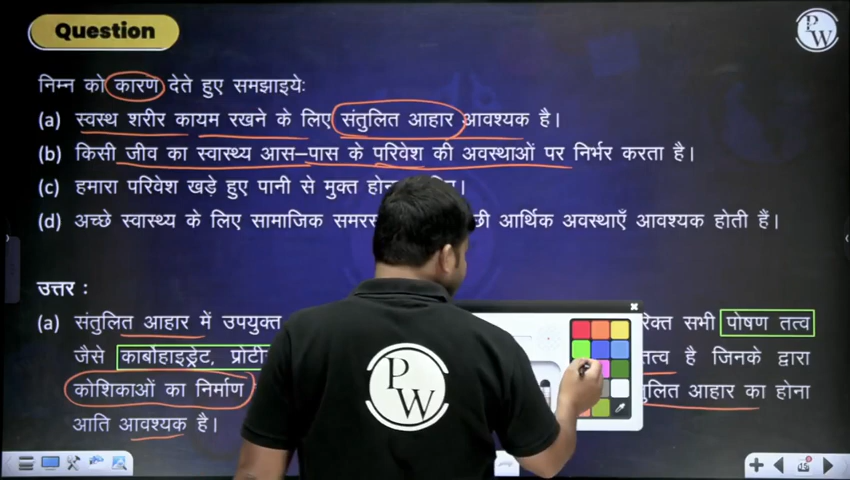 Question
PW
निम्न को कारण देते हुए समझाइयेः
(a) स्वस्थ शरीर कायम रखने के लिए संतुलित आहार आवश्यक है।
(b) किसी जीव का स्वास्थ्य आस–पास के परिवेश की अवस्थाओं पर निर्भर करता है।
(c) हमारा परिवेश खड़े हुए पानी से मुक्त
(d) अच्छे स्वास्थ्य के लिए सामाजिक आर्थिक अवस्थाएँ आवश्यक होती हैं।
उत्तर :
(a) संतुलित आहार में उपयुक्त सभी पोषण तत्व
जैसे कार्बोहाइड्रेट, तत्व है जिनके द्वारा
कोशिकाओं का निर्माण आहार का होना
आति आवश्यक है।
PW